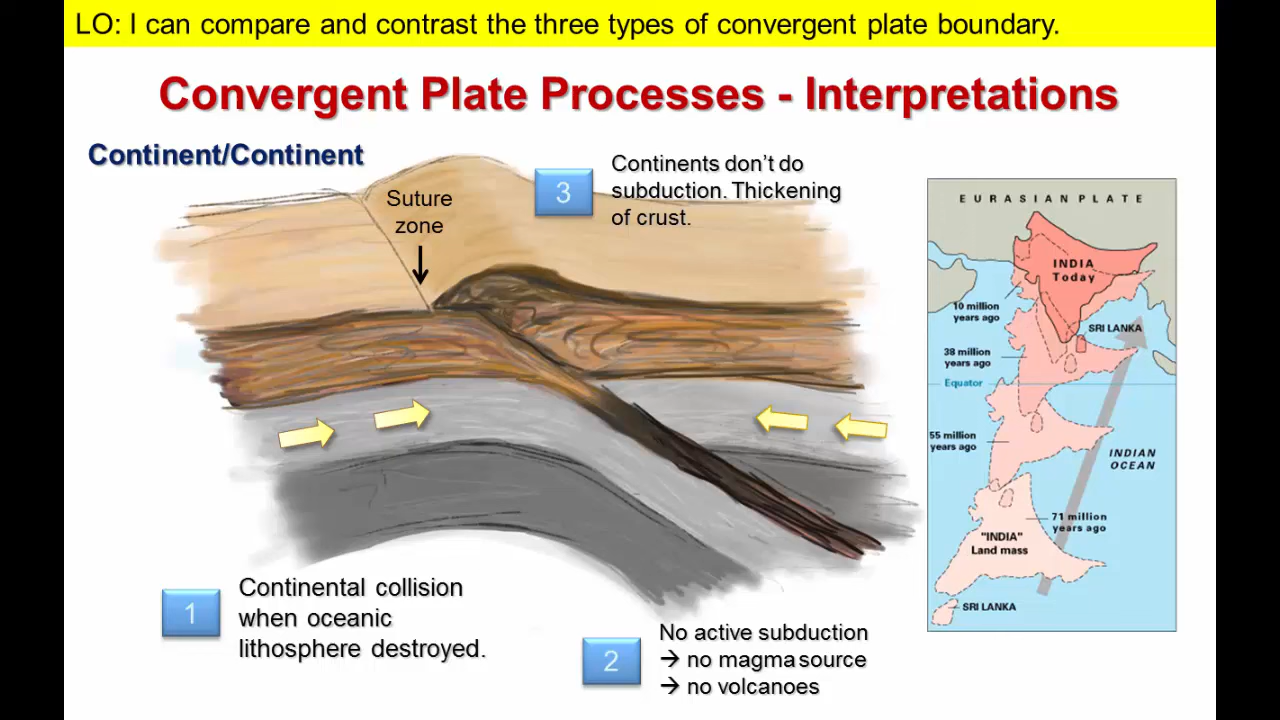 LO: I can compare and contrast the three types of convergent plate boundary.
Convergent Plate Processes - Interpretations
Continent/Continent
Suture
zone
3
Continents don't do
subduction. Thickening
of crust.
1
Continental collision
when oceanic
lithosphere destroyed.
2
No active subduction
→ no magma source
→ no volcanoes
EURASIAN PLATE
INDIA
Today
10 million
years ago
SRI LANKA
38 million
years ago
Equator
55 million
years ago
INDIAN
OCEAN
71 million
years ago
"INDIA"
Land mass
SRI LANKA